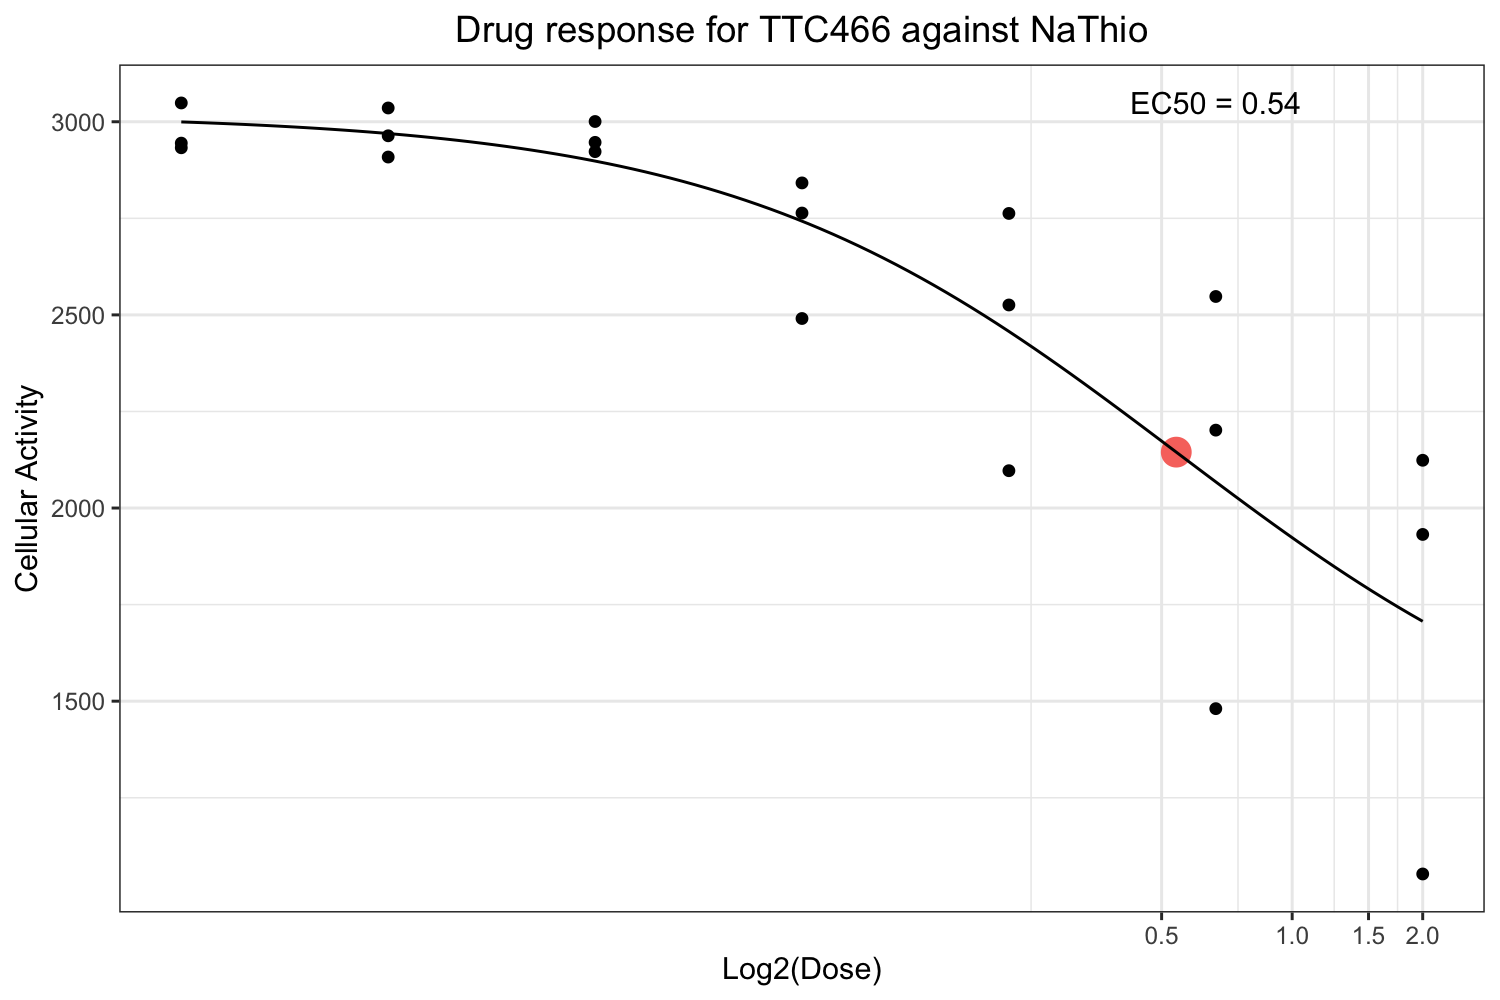 Drug response for TTC466 against NaThio
EC50 = 0.54
3000
2500
2000
1500
Cellular Activity
0.5 1.0 1.5 2.0
Log2(Dose)